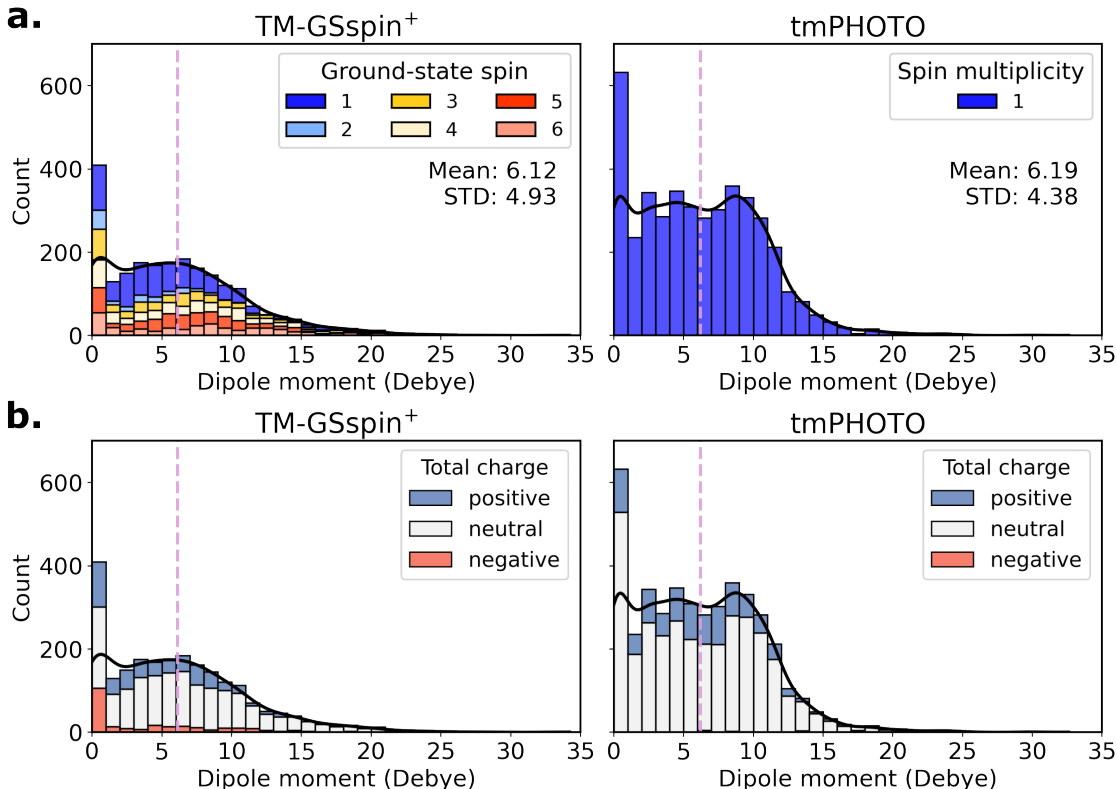 a.
TM-GSspin⁺
tmPHOTO
Count
600
400
200
0
Ground-state spin
1 3 5
2 4 6
Mean: 6.12
STD: 4.93
Spin multiplicity
1
Mean: 6.19
STD: 4.38
0 5 10 15 20 25 30 35
0 5 10 15 20 25 30 35
Dipole moment (Debye)
Dipole moment (Debye)
b.
TM-GSspin⁺
tmPHOTO
Count
600
400
200
0
Total charge
positive
neutral
negative
Total charge
positive
neutral
negative
0 5 10 15 20 25 30 35
0 5 10 15 20 25 30 35
Dipole moment (Debye)
Dipole moment (Debye)